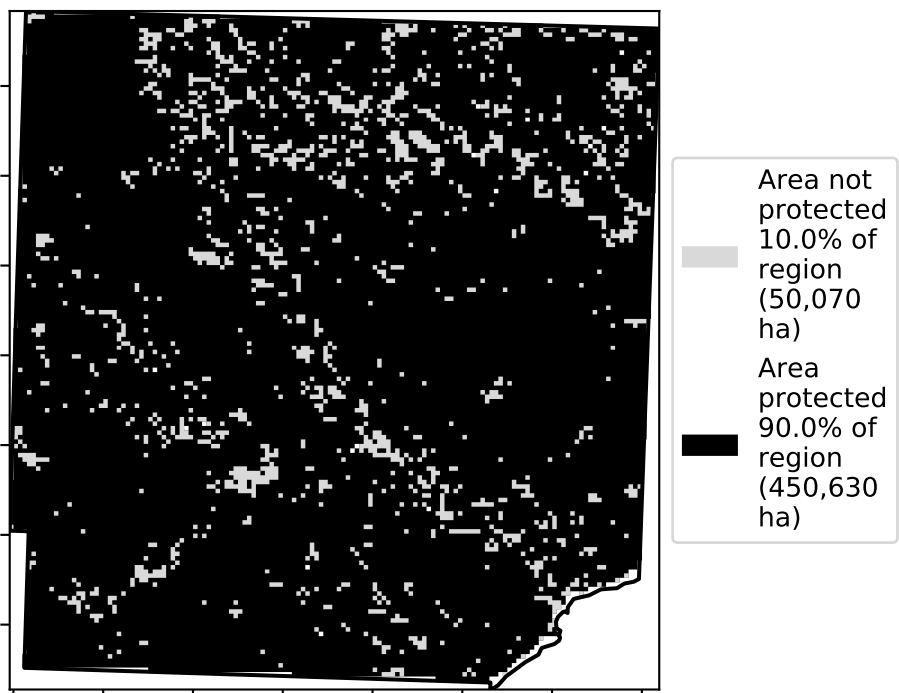 Area not
protected
10.0% of
region
(50,070
ha)
Area
protected
90.0% of
region
(450,630
ha)